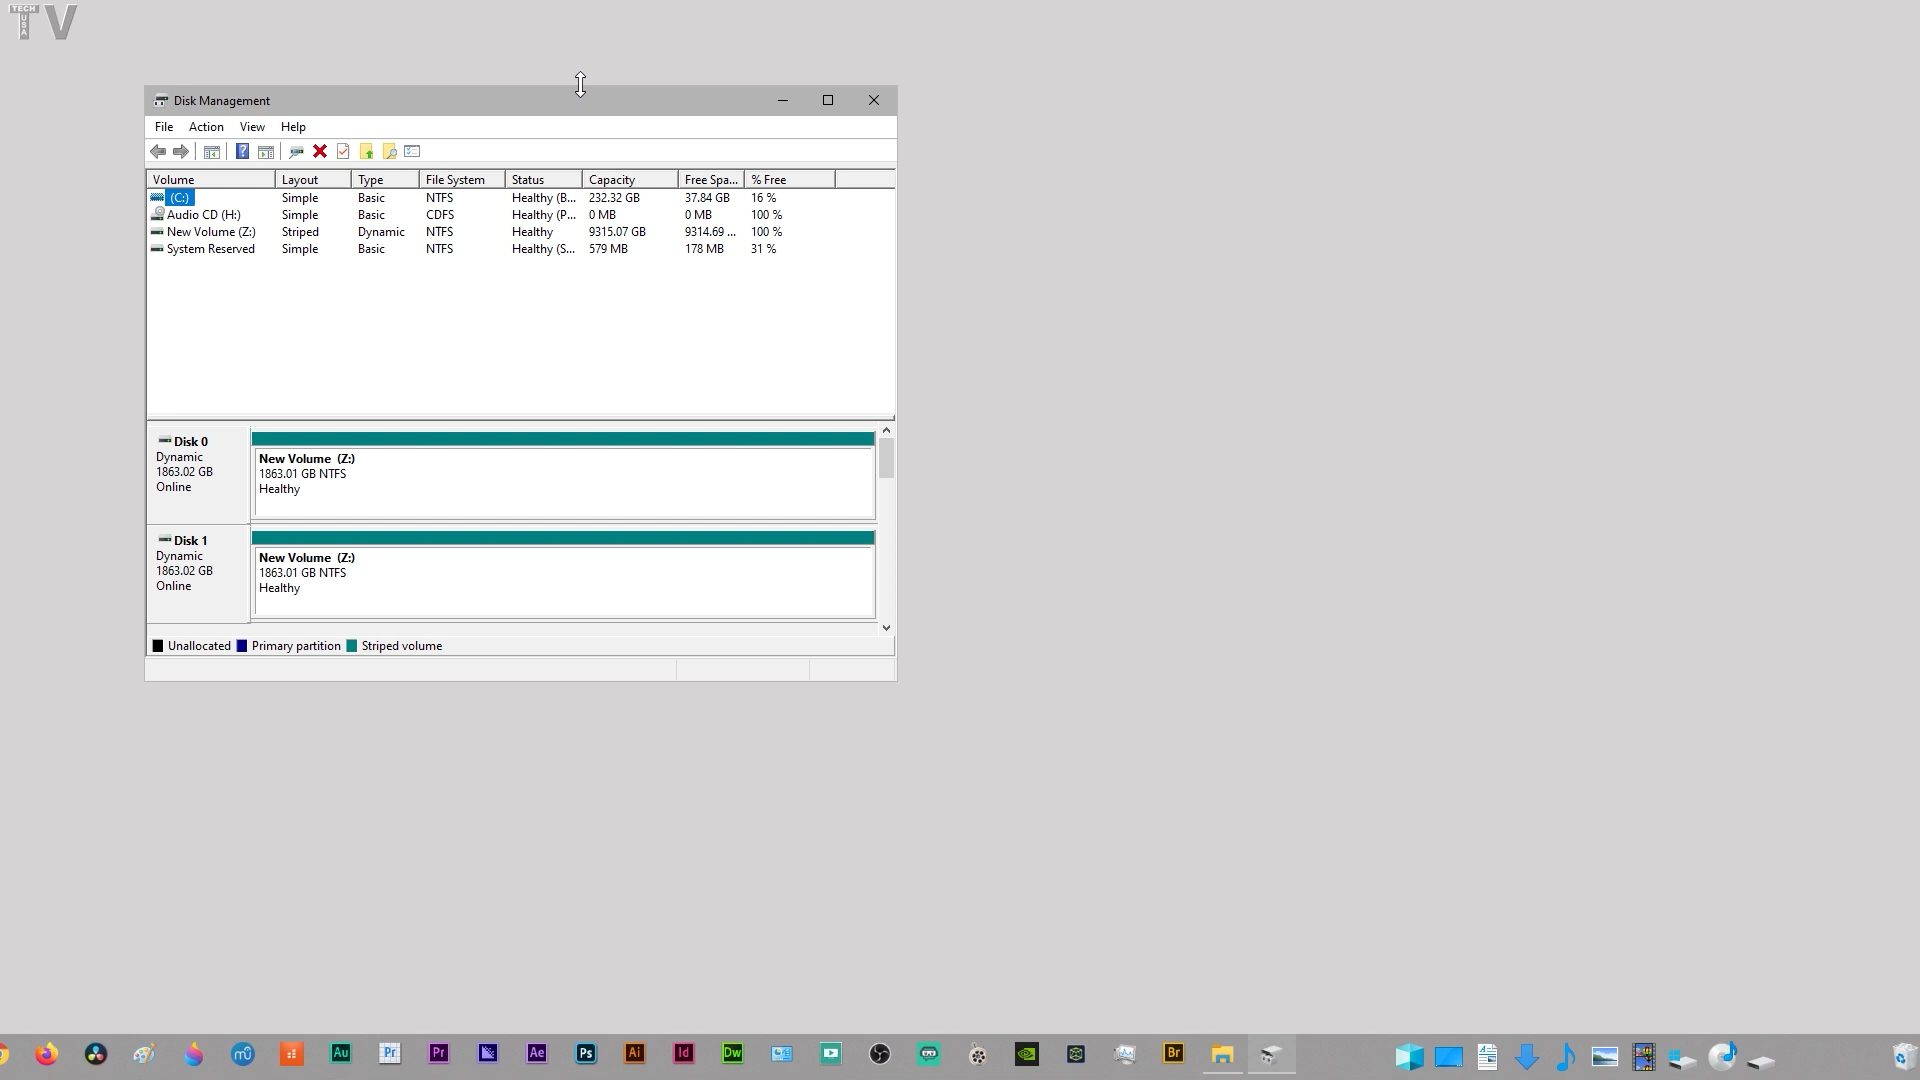 TECH USA TV
Disk Management
File Action View Help
Volume Layout Type File System Status Capacity Free Spa... % Free
(C:) Simple Basic NTFS Healthy (B... 232.32 GB 37.84 GB 16 %
Audio CD (H:) Simple Basic CDFS Healthy (P... 0 MB 0 MB 100 %
New Volume (Z:) Striped Dynamic NTFS Healthy 9315.07 GB 9314.69 ... 100 %
System Reserved Simple Basic NTFS Healthy (S... 579 MB 178 MB 31 %
Disk 0
Dynamic
1863.02 GB
Online
New Volume (Z:)
1863.01 GB NTFS
Healthy
Disk 1
Dynamic
1863.02 GB
Online
New Volume (Z:)
1863.01 GB NTFS
Healthy
Unallocated Primary partition Striped volume
Au Pr Pr Ae Ps Ai Id Dw Br